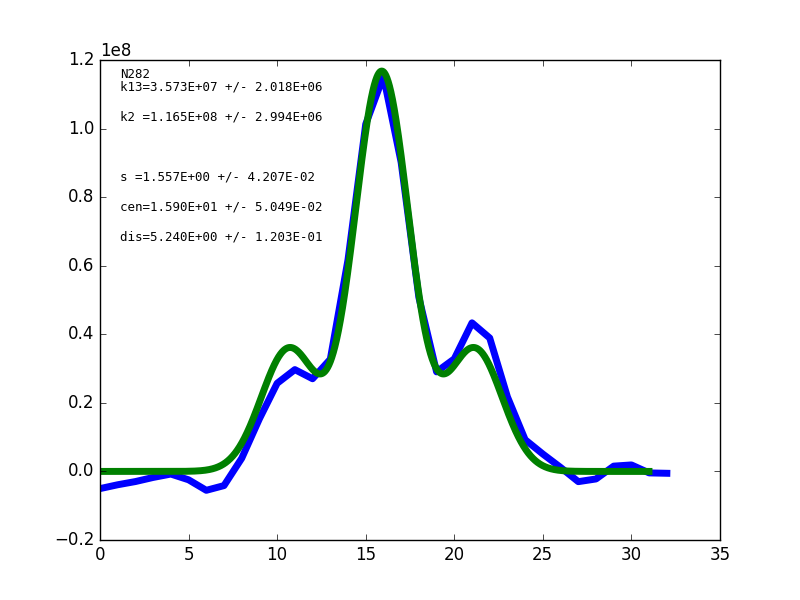 1e8
N282
k13=3.573E+07 +/- 2.018E+06
k2 =1.165E+08 +/- 2.994E+06
s =1.557E+00 +/- 4.207E-02
cen=1.590E+01 +/- 5.049E-02
dis=5.240E+00 +/- 1.203E-01
1.2
1.0
0.8
0.6
0.4
0.2
0.0
−0.2
0 5 10 15 20 25 30 35